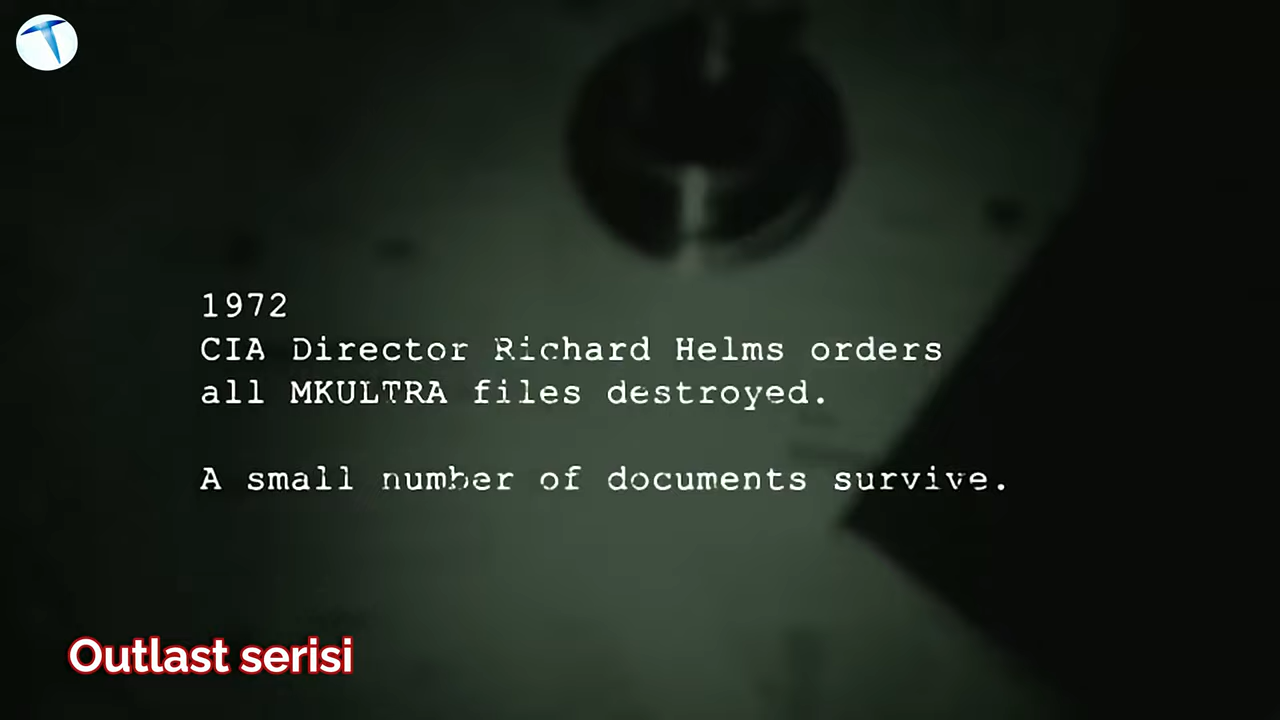 1972
CIA Director Richard Helms orders
all MKULTRA files destroyed.
A small number of documents survive.
Outlast serisi